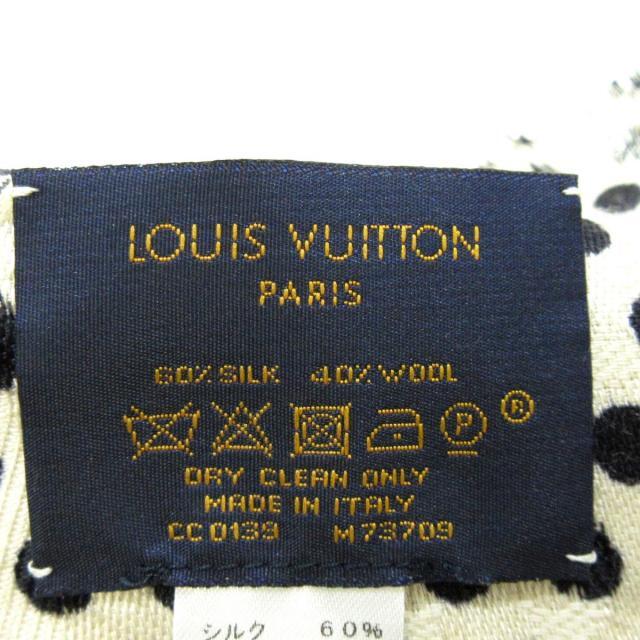 LOUIS VUITTON
PARIS
60% SILK 40% WOOL
P ®
DRY CLEAN ONLY
MADE IN ITALY
CC0139 M73709
シルク 60%